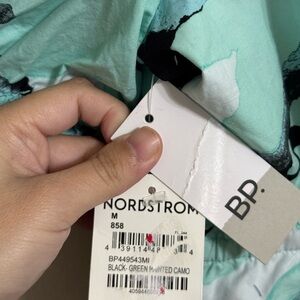 BP.
NORDSTROM
M
858
BP449543MI
BLACK- GREEN PAINTED CAMO